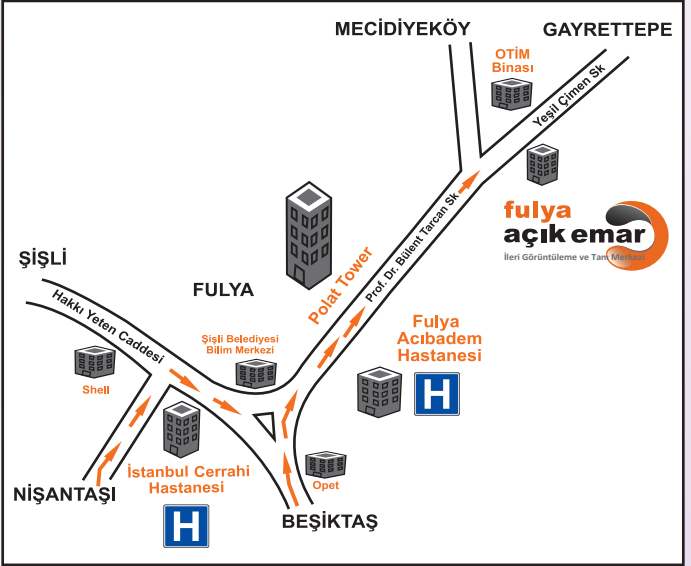 MECİDİYEKÖY
GAYRETTEPE
OTİM
Binası
Yeşil Çimen Sk
fulya
açık emar
İleri Görüntüleme ve Tanı Merkezi
Prof. Dr. Bülent Tarcan Sk
Polat Tower
ŞİŞLİ
FULYA
Hakkı Yeten Caddesi
Şişli Belediyesi
Bilim Merkezi
Fulya
Acıbadem
Hastanesi
H
Shell
İstanbul Cerrahi
Hastanesi
H
Opet
NİŞANTAŞI
BEŞİKTAŞ